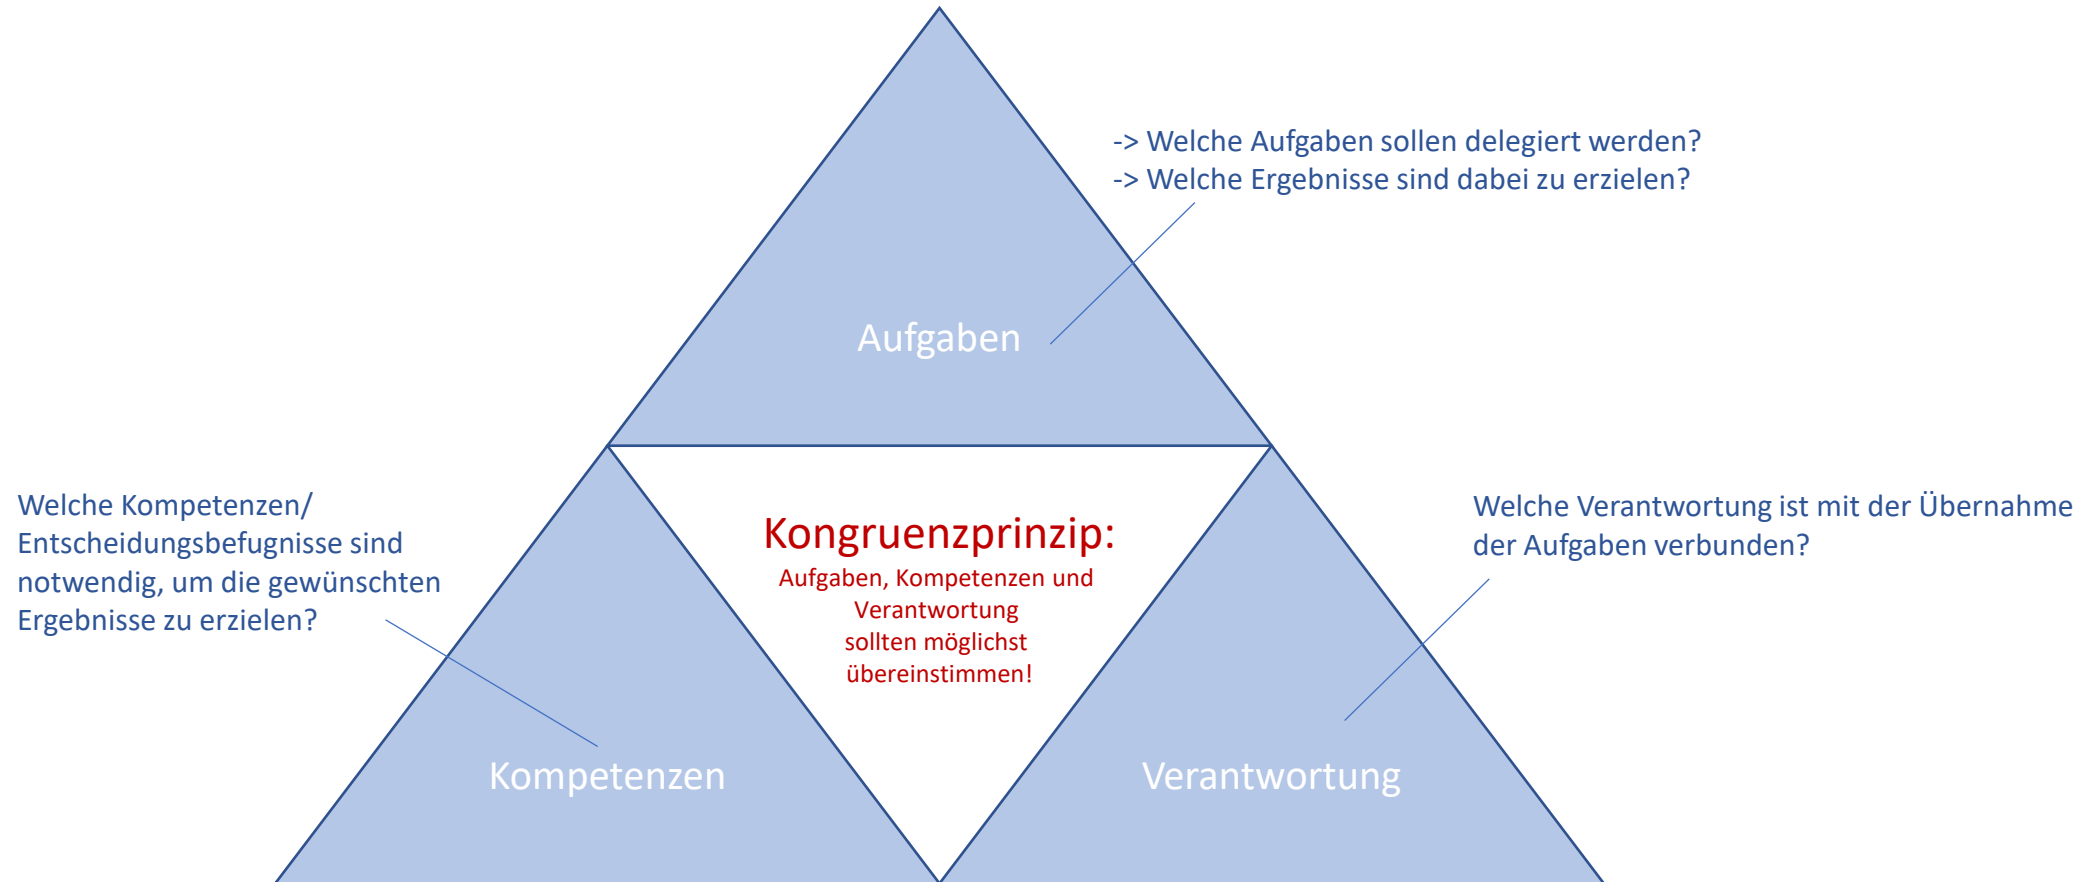 -> Welche Aufgaben sollen delegiert werden?
-> Welche Ergebnisse sind dabei zu erzielen?
Aufgaben
Welche Kompetenzen/
Entscheidungsbefugnisse sind
notwendig, um die gewünschten
Ergebnisse zu erzielen?
Kongruenzprinzip:
Aufgaben, Kompetenzen und
Verantwortung
sollten möglichst
übereinstimmen!
Welche Verantwortung ist mit der Übernahme
der Aufgaben verbunden?
Kompetenzen
Verantwortung